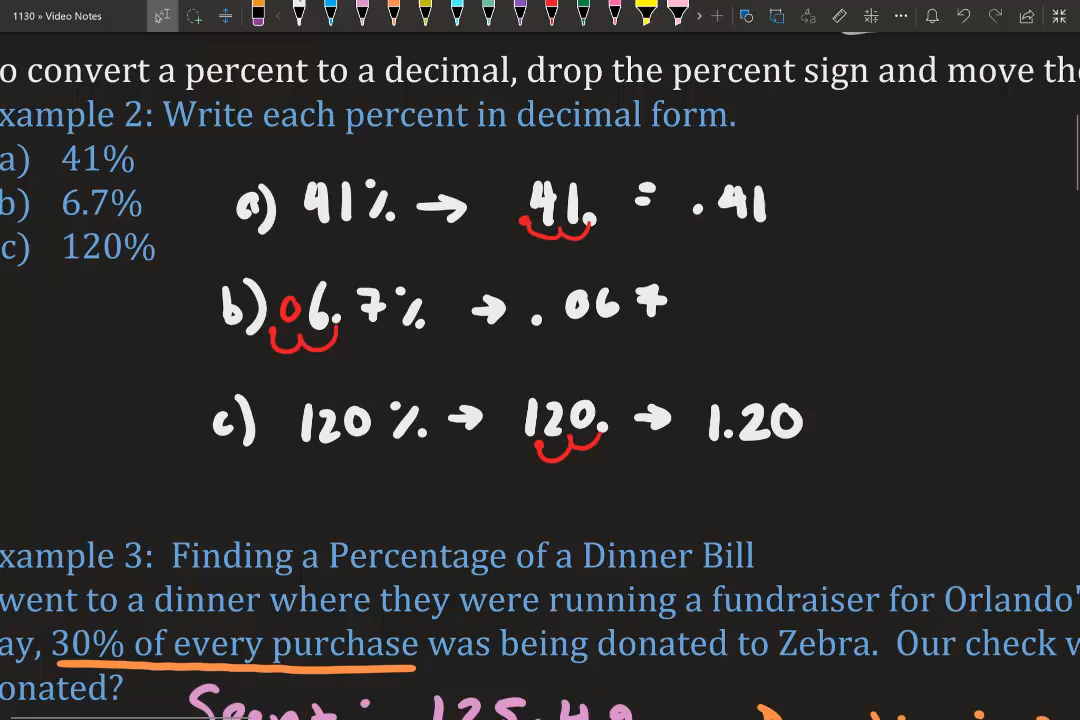 1130 » Video Notes
o convert a percent to a decimal, drop the percent sign and move the
xample 2: Write each percent in decimal form.
a) 41%
b) 6.7%
c) 120%
a) 41% → 41. = .41
b) 06.7% → .067
c) 120% → 120. → 1.20
xample 3: Finding a Percentage of a Dinner Bill
went to a dinner where they were running a fundraiser for Orlando'
ay, 30% of every purchase was being donated to Zebra. Our check w
onated?
Spent: 125.49